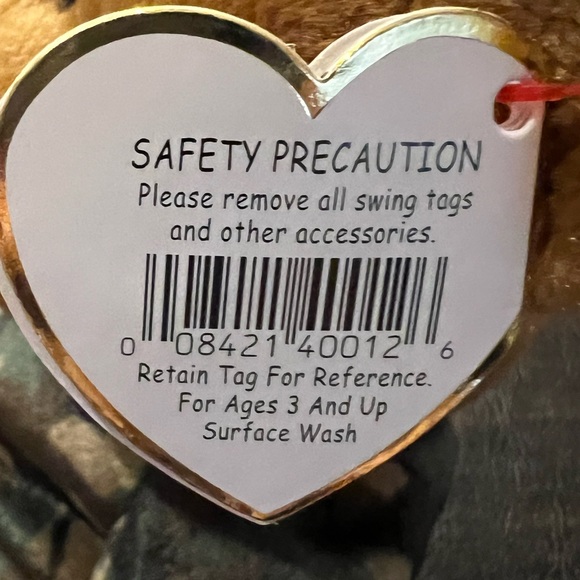 SAFETY PRECAUTION
Please remove all swing tags
and other accessories.
0 08421 40012 6
Retain Tag For Reference.
For Ages 3 And Up
Surface Wash